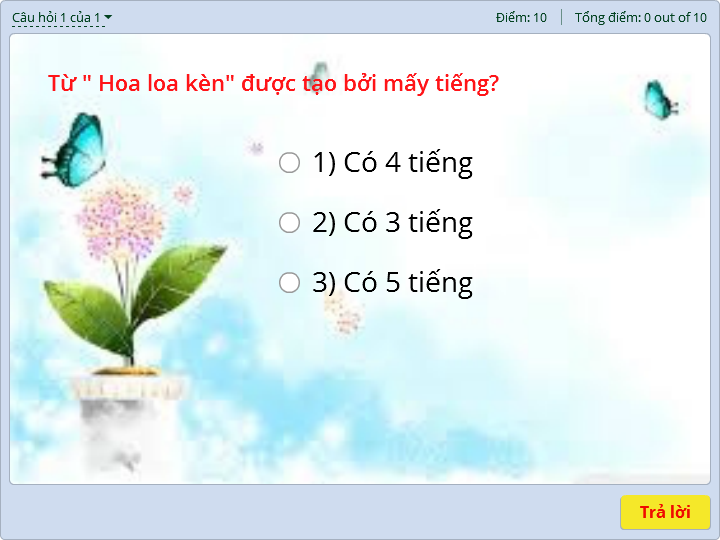 Câu hỏi 1 của 1
Điểm: 10
Tổng điểm: 0 out of 10
Từ " Hoa loa kèn" được tạo bởi mấy tiếng?
1) Có 4 tiếng
2) Có 3 tiếng
3) Có 5 tiếng
Trả lời